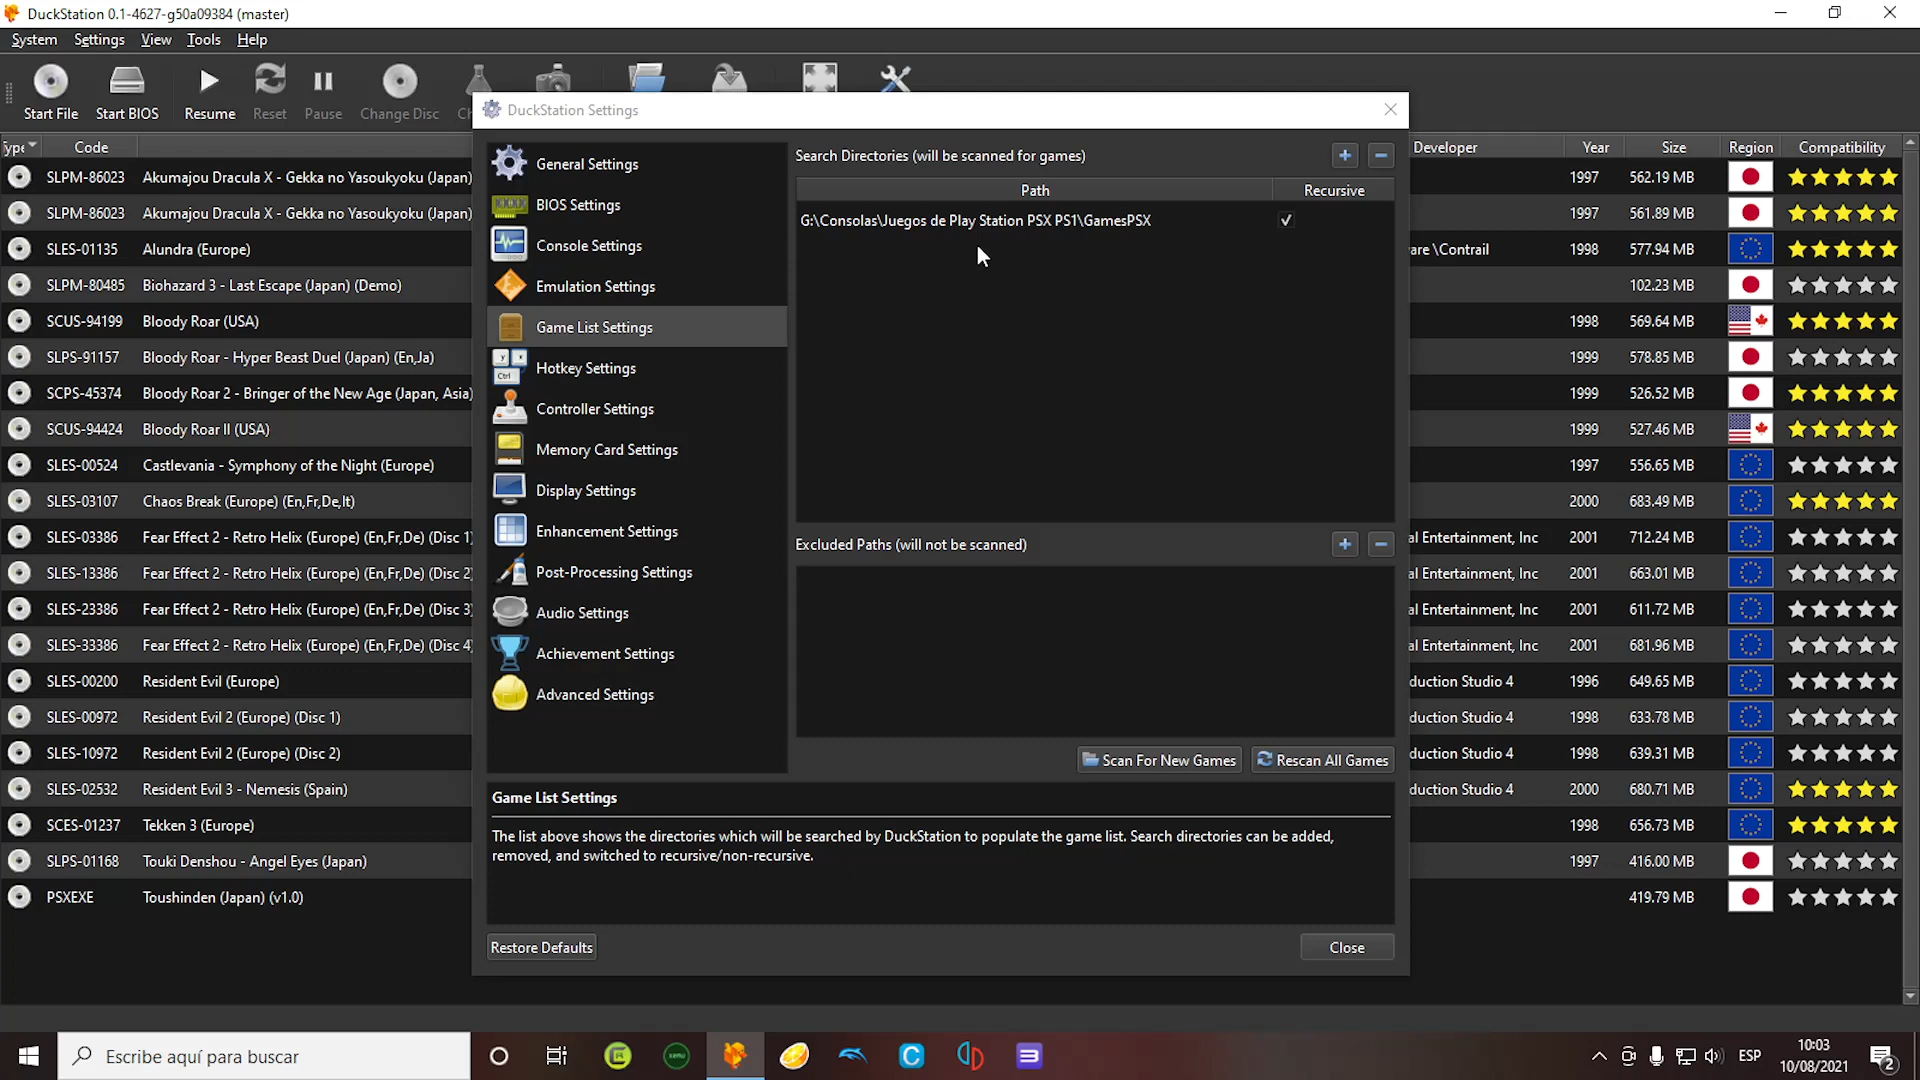 DuckStation 0.1-4627-g50a09384 (master)
System Settings View Tools Help
Start File Start BIOS Resume Reset Pause Change Disc
DuckStation Settings
Code
Developer Year Size Region Compatibility
SLPM-86023 Akumajou Dracula X - Gekka no Yasoukyoku (Japan) 1997 562.19 MB
SLPM-86023 Akumajou Dracula X - Gekka no Yasoukyoku (Japan) 1997 561.89 MB
SLES-01135 Alundra (Europe) are \Contrail 1998 577.94 MB
SLPM-80485 Biohazard 3 - Last Escape (Japan) (Demo) 102.23 MB
SCUS-94199 Bloody Roar (USA) 1998 569.64 MB
SLPS-91157 Bloody Roar - Hyper Beast Duel (Japan) (En,Ja) 1999 578.85 MB
SCPS-45374 Bloody Roar 2 - Bringer of the New Age (Japan, Asia) 1999 526.52 MB
SCUS-94424 Bloody Roar II (USA) 1999 527.46 MB
SLES-00524 Castlevania - Symphony of the Night (Europe) 1997 556.65 MB
SLES-03107 Chaos Break (Europe) (En,Fr,De,It) 2000 683.49 MB
SLES-03386 Fear Effect 2 - Retro Helix (Europe) (En,Fr,De) (Disc 1) al Entertainment, Inc 2001 712.24 MB
SLES-13386 Fear Effect 2 - Retro Helix (Europe) (En,Fr,De) (Disc 2) al Entertainment, Inc 2001 663.01 MB
SLES-23386 Fear Effect 2 - Retro Helix (Europe) (En,Fr,De) (Disc 3) al Entertainment, Inc 2001 611.72 MB
SLES-33386 Fear Effect 2 - Retro Helix (Europe) (En,Fr,De) (Disc 4) al Entertainment, Inc 2001 681.96 MB
SLES-00200 Resident Evil (Europe) duction Studio 4 1996 649.65 MB
SLES-00972 Resident Evil 2 (Europe) (Disc 1) duction Studio 4 1998 633.78 MB
SLES-10972 Resident Evil 2 (Europe) (Disc 2) duction Studio 4 1998 639.31 MB
SLES-02532 Resident Evil 3 - Nemesis (Spain) duction Studio 4 2000 680.71 MB
SCES-01237 Tekken 3 (Europe) 1998 656.73 MB
SLPS-01168 Touki Denshou - Angel Eyes (Japan) 1997 416.00 MB
PSXEXE Toushinden (Japan) (v1.0) 419.79 MB
General Settings
BIOS Settings
Console Settings
Emulation Settings
Game List Settings
Hotkey Settings
Controller Settings
Memory Card Settings
Display Settings
Enhancement Settings
Post-Processing Settings
Audio Settings
Achievement Settings
Advanced Settings
Search Directories (will be scanned for games)
Path Recursive
G:\Consolas\Juegos de Play Station PSX PS1\GamesPSX
Excluded Paths (will not be scanned)
Scan For New Games Rescan All Games
Game List Settings
The list above shows the directories which will be searched by DuckStation to populate the game list. Search directories can be added,
removed, and switched to recursive/non-recursive.
Restore Defaults Close
Escribe aquí para buscar
ESP
10:03
10/08/2021
2